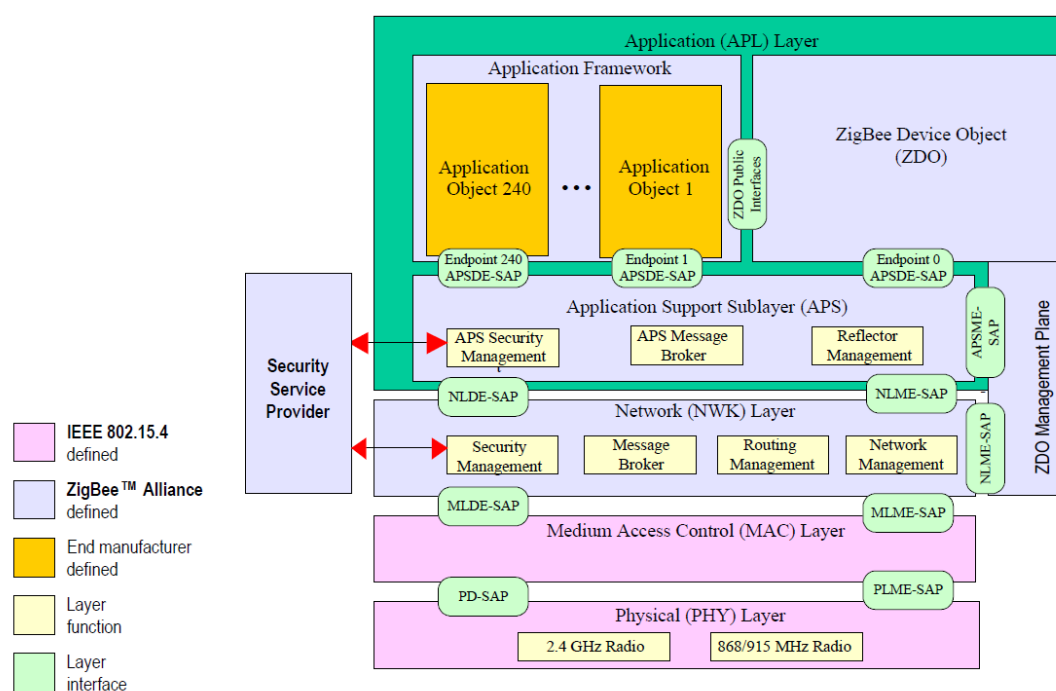 Application (APL) Layer
Application Framework
Application
Object 240
...
Application
Object 1
ZDO Public
Interfaces
ZigBee Device Object
(ZDO)
Endpoint 240
APSDE-SAP
Endpoint 1
APSDE-SAP
Endpoint 0
APSDE-SAP
Application Support Sublayer (APS)
APS Security
Management
APS Message
Broker
Reflector
Management
APSME-
SAP
Security
Service
Provider
NLDE-SAP
NLME-SAP
Network (NWK) Layer
Security
Management
Message
Broker
Routing
Management
Network
Management
NLME-SAP
ZDO Management Plane
MLDE-SAP
MLME-SAP
Medium Access Control (MAC) Layer
PD-SAP
PLME-SAP
Physical (PHY) Layer
2.4 GHz Radio
868/915 MHz Radio
IEEE 802.15.4
defined
ZigBee™ Alliance
defined
End manufacturer
defined
Layer
function
Layer
interface